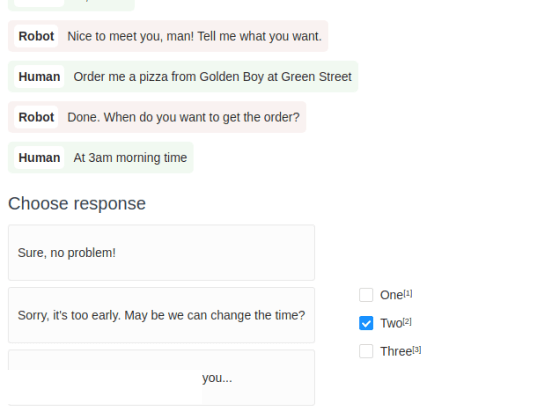 Robot Nice to meet you, man! Tell me what you want.
Human Order me a pizza from Golden Boy at Green Street
Robot Done. When do you want to get the order?
Human At 3am morning time
Choose response
Sure, no problem!
Sorry, it's too early. May be we can change the time?
you...
One[1]
Two[2]
Three[3]